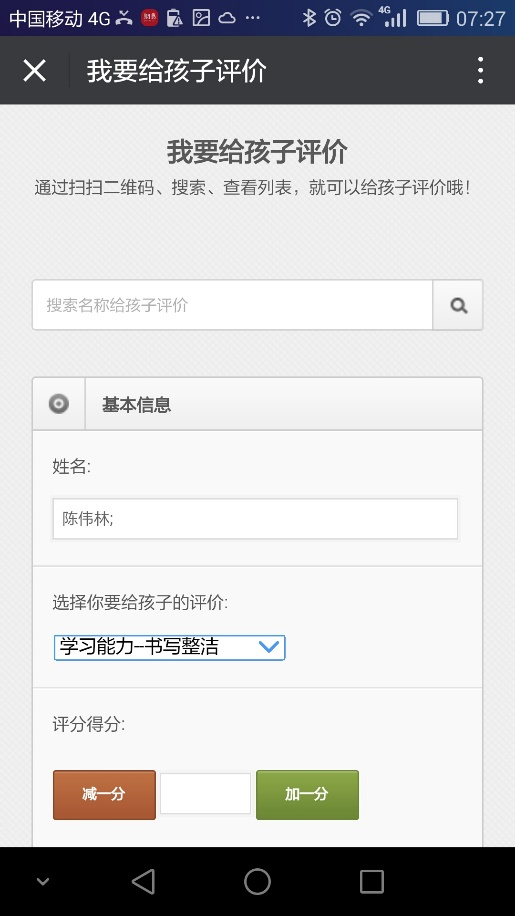 中国移动 4G
4G
07:27
我要给孩子评价
我要给孩子评价
通过扫扫二维码、搜索、查看列表，就可以给孩子评价哦！
搜索名称给孩子评价
基本信息
姓名:
陈伟林;
选择你要给孩子的评价:
学习能力--书写整洁
评分得分:
减一分
加一分